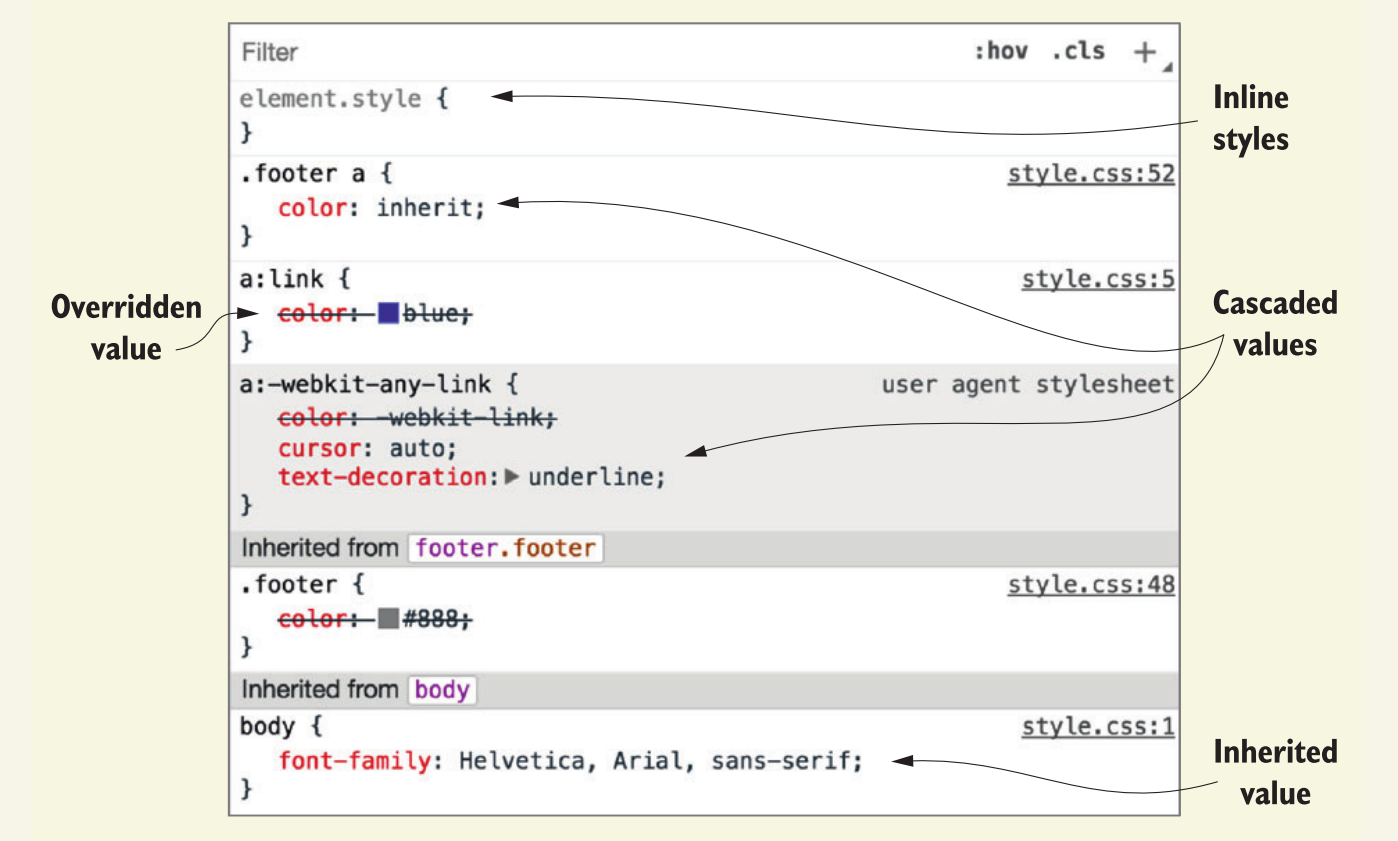 Filter :hov .cls +
element.style {
}
Inline
styles
.footer a { style.css:52
color: inherit;
}
a:link { style.css:5
color: blue;
}
Overridden
value
Cascaded
values
a:-webkit-any-link { user agent stylesheet
color: -webkit-link;
cursor: auto;
text-decoration: underline;
}
Inherited from footer.footer
.footer { style.css:48
color: #888;
}
Inherited from body
body { style.css:1
font-family: Helvetica, Arial, sans-serif;
}
Inherited
value